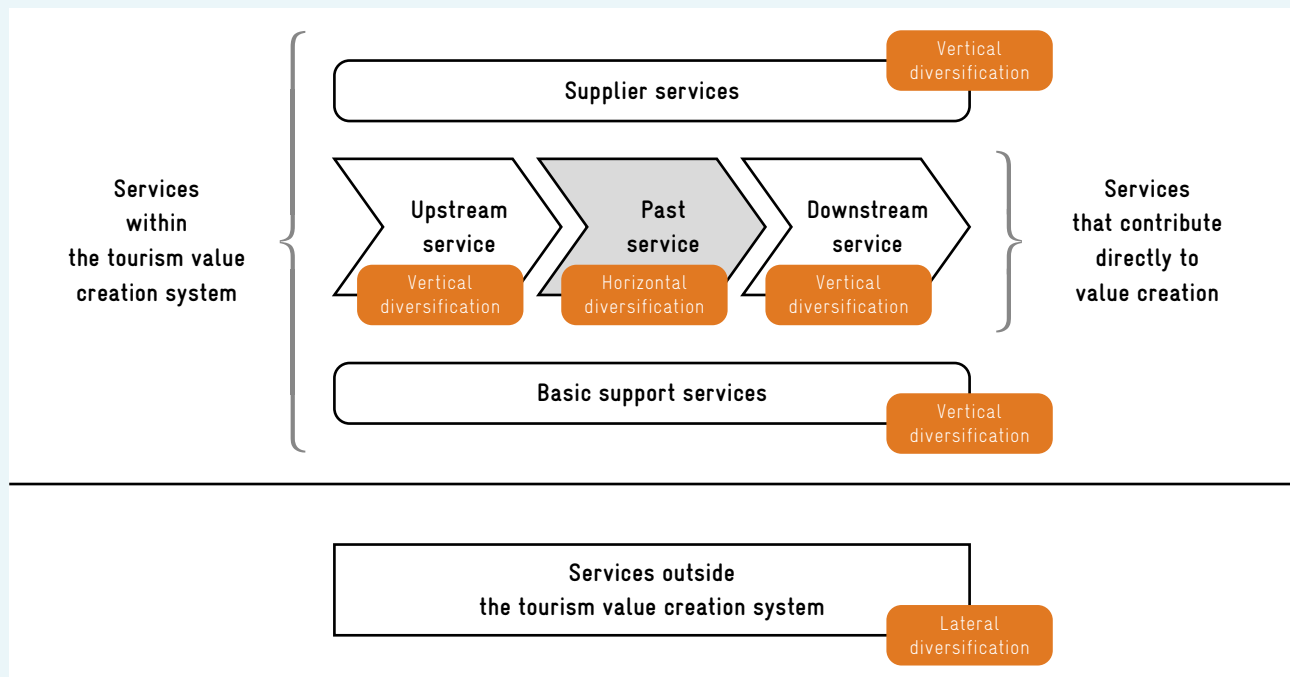 Vertical
diversification
Supplier services
Services
within
the tourism value
creation system
Upstream
service
Vertical
diversification
Past
service
Horizontal
diversification
Downstream
service
Vertical
diversification
Services
that contribute
directly to
value creation
Basic support services
Vertical
diversification
Services outside
the tourism value creation system
Lateral
diversification